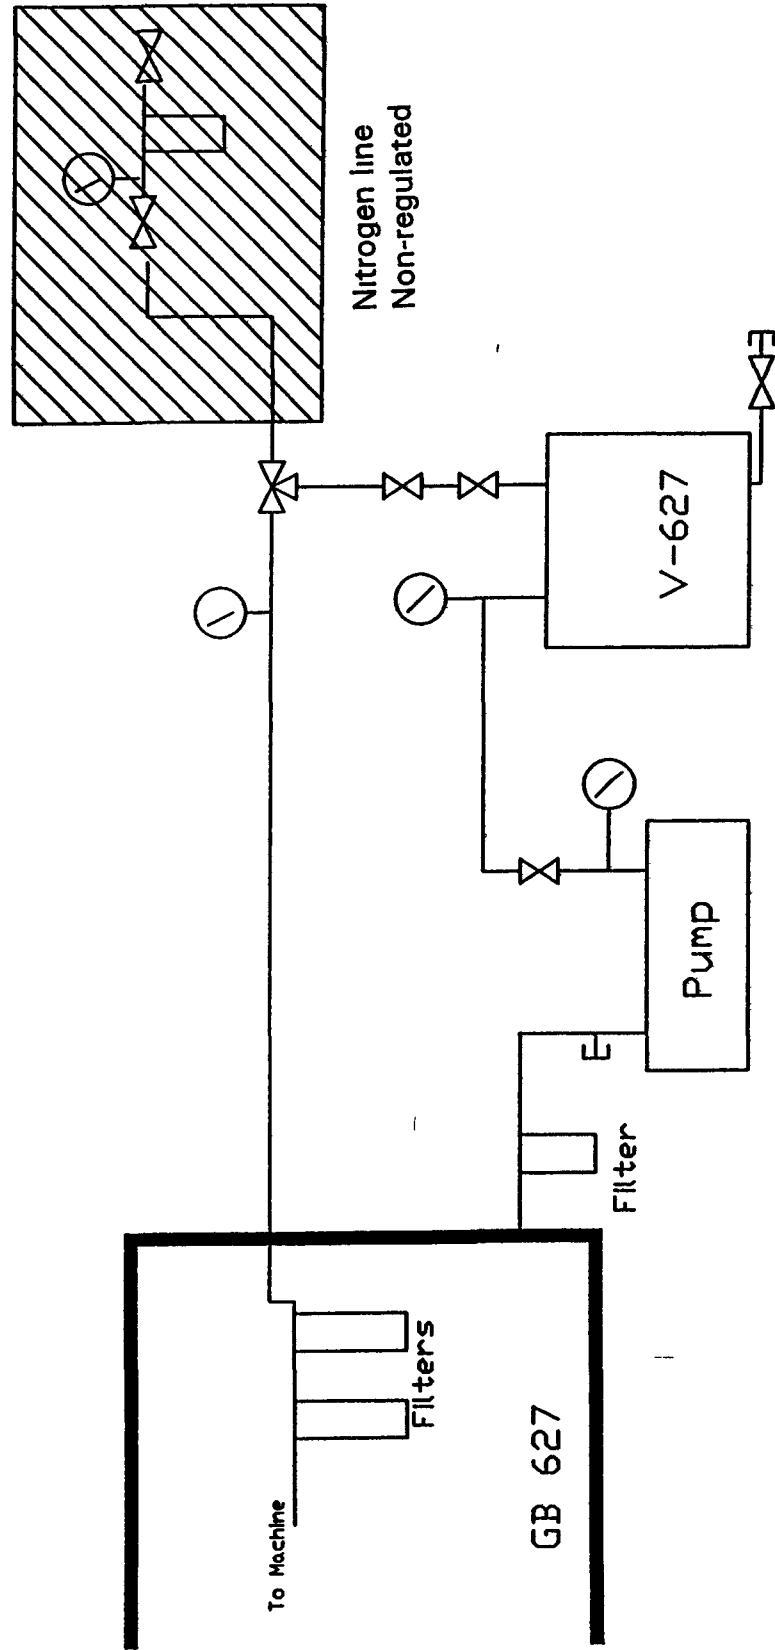 To Machine
Filters
GB 627
Filter
Pump
V-627
Nitrogen line
Non-regulated